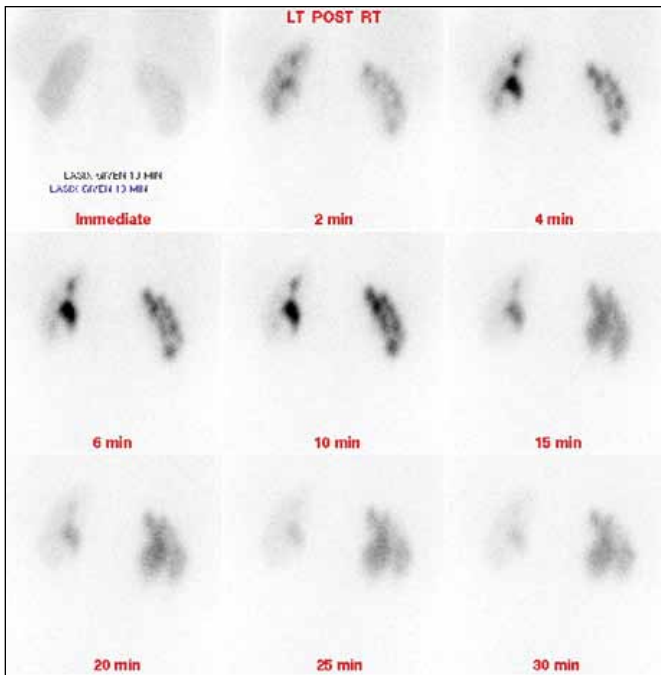 LT POST RT
LASIX GIVEN 10 MIN
LASIX GIVEN 10 MIN
Immediate
2 min
4 min
6 min
10 min
15 min
20 min
25 min
30 min